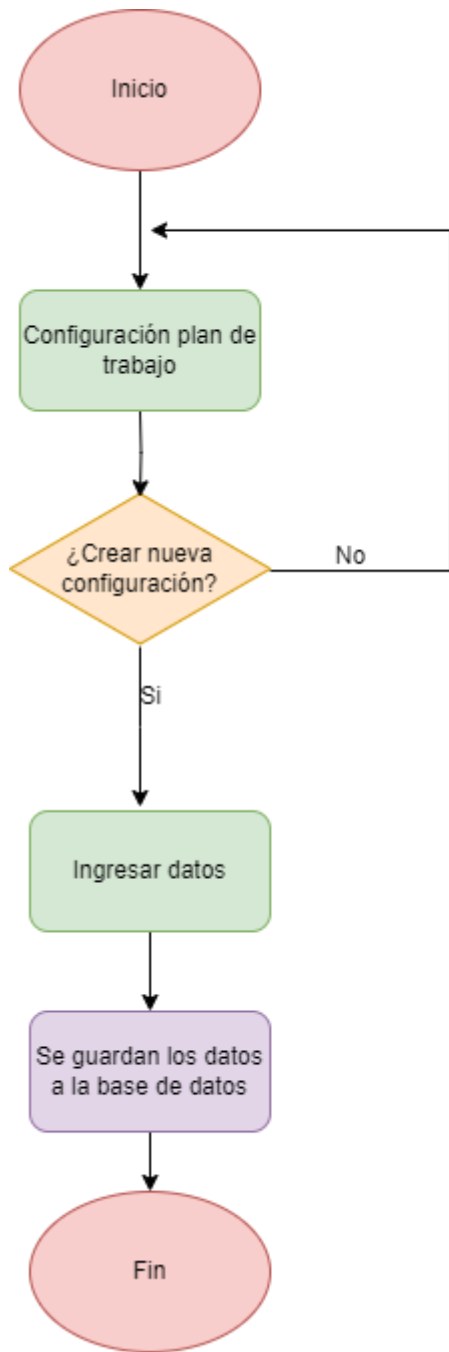 Inicio
Configuración plan de
trabajo
¿Crear nueva
configuración?
No
Si
Ingresar datos
Se guardan los datos
a la base de datos
Fin